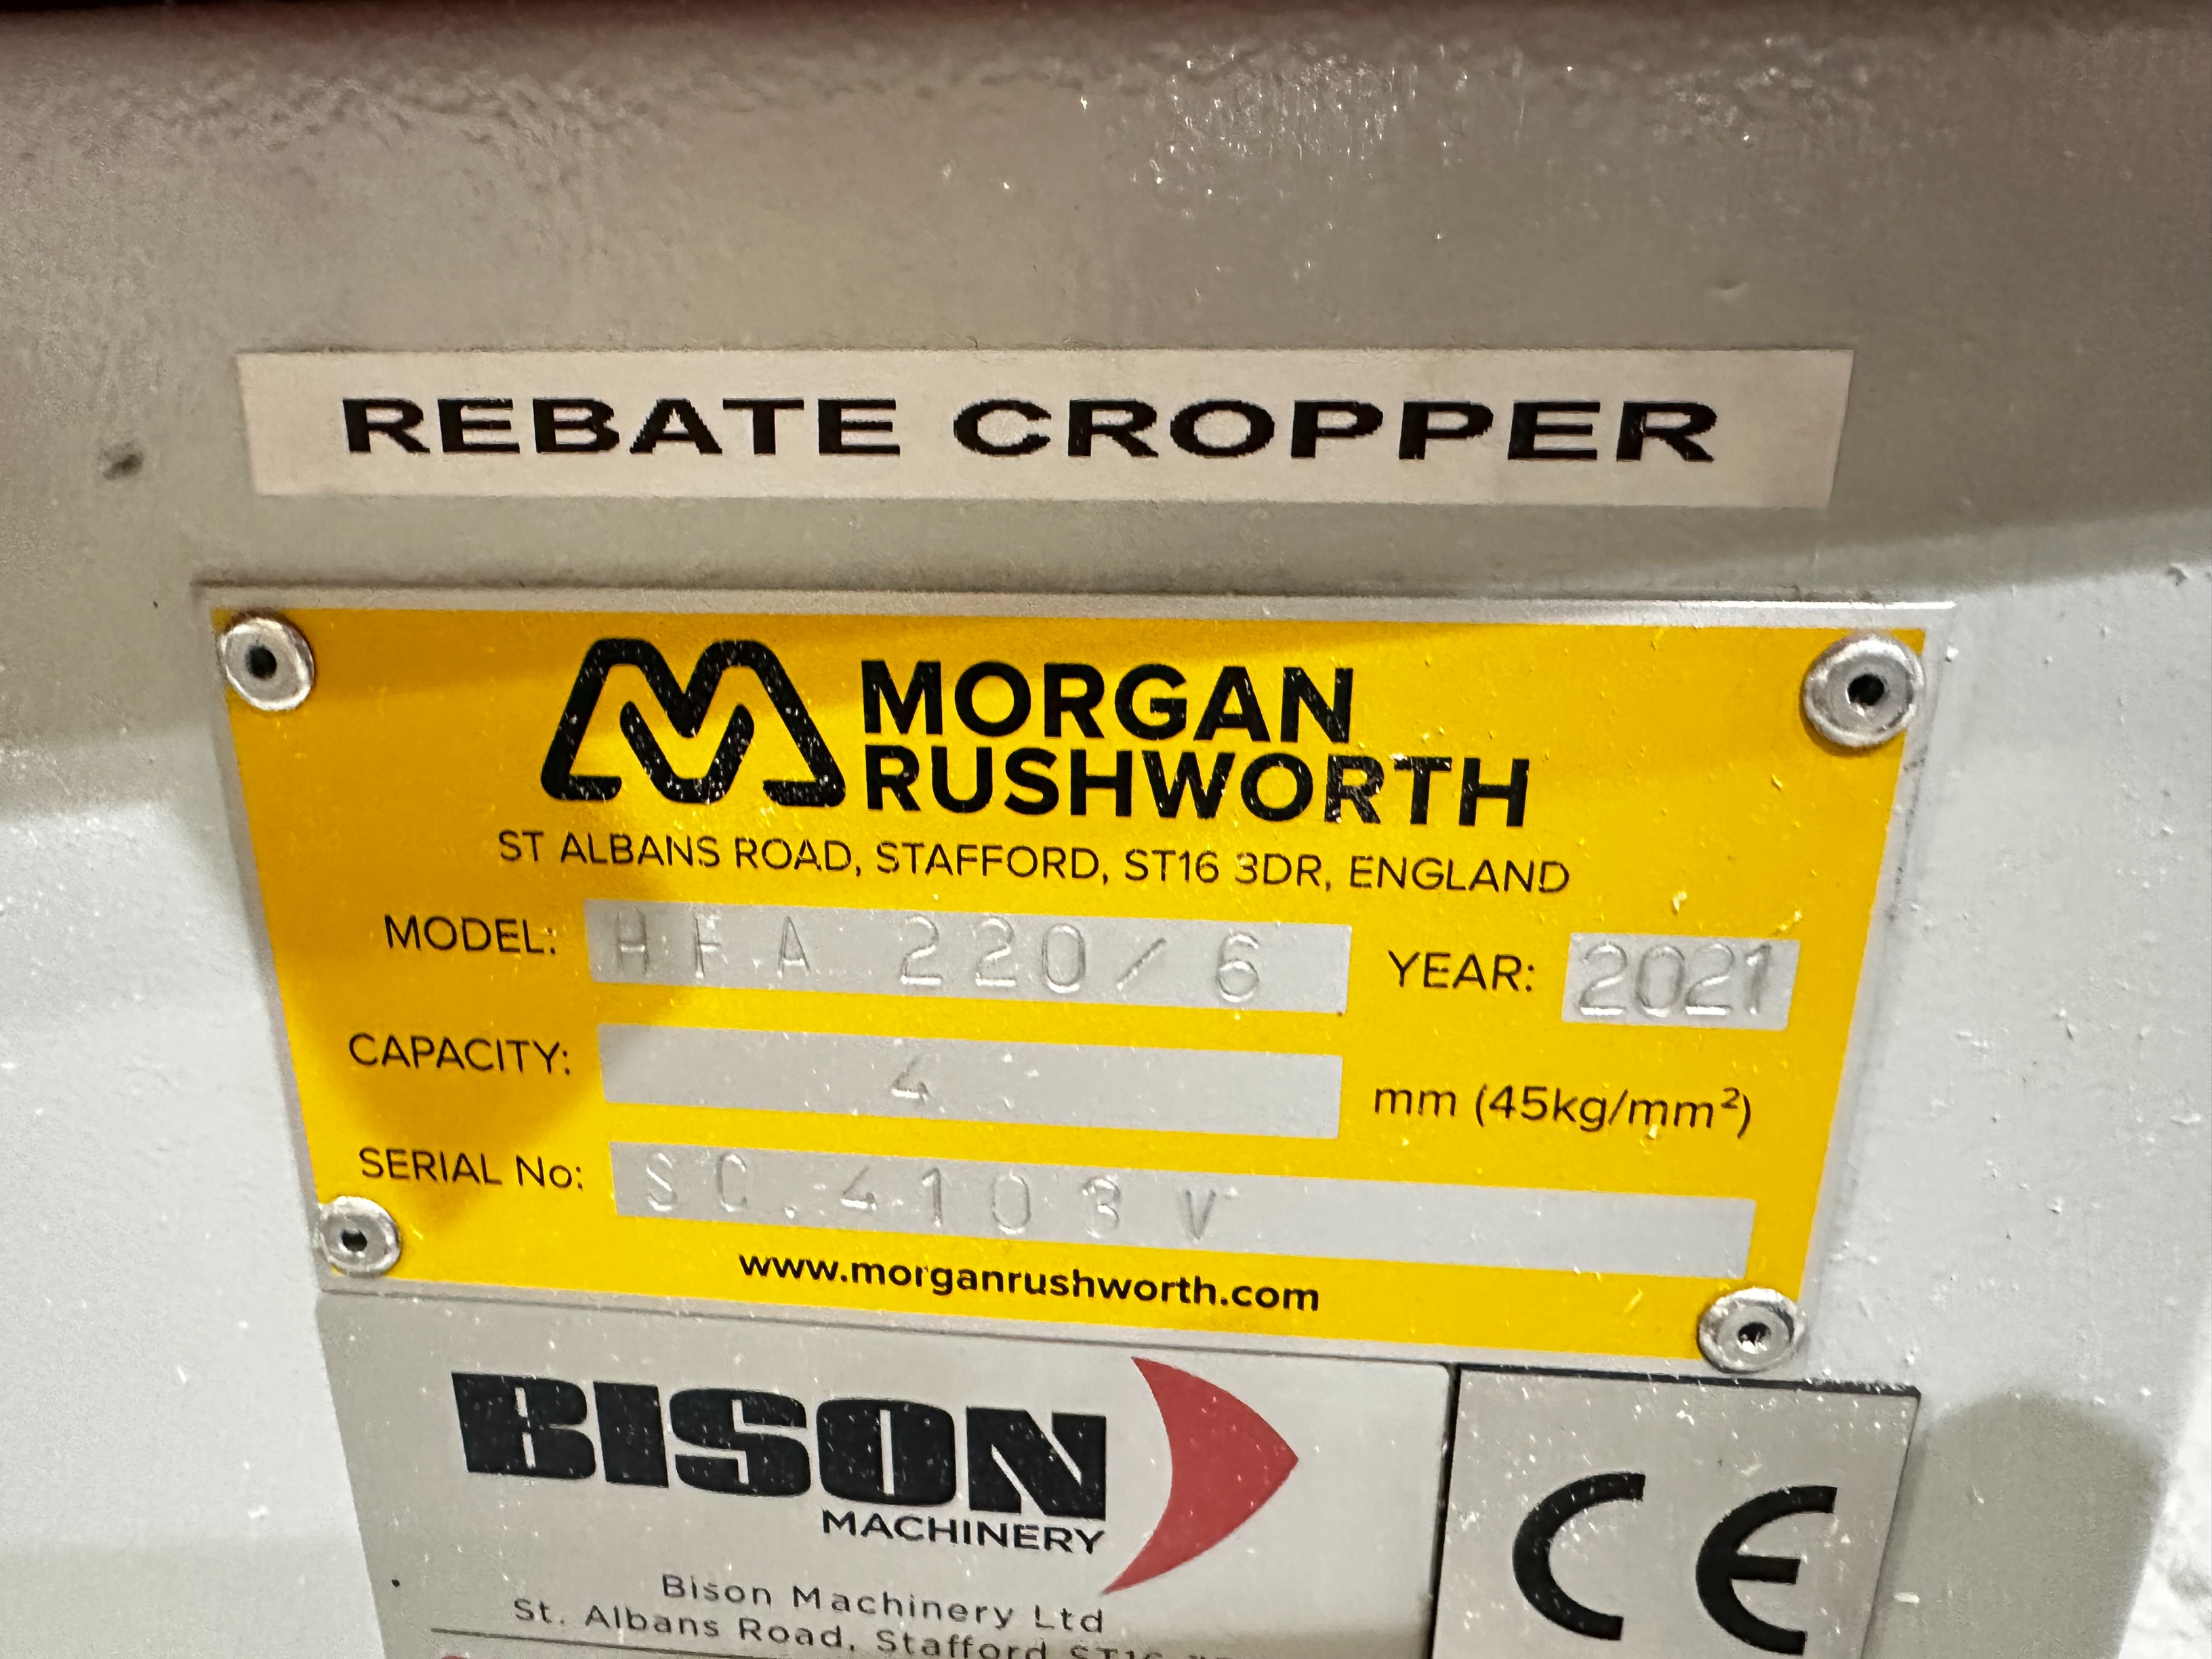 REBATE CROPPER
MORGAN
RUSHWORTH
ST ALBANS ROAD, STAFFORD, ST16 3DR, ENGLAND
MODEL: HFA 220/6 YEAR: 2021
CAPACITY: 4 mm (45kg/mm²)
SERIAL No: SC.4103V
www.morganrushworth.com
BISON
MACHINERY
CE
Bison Machinery Ltd
St. Albans Road, Stafford ST16